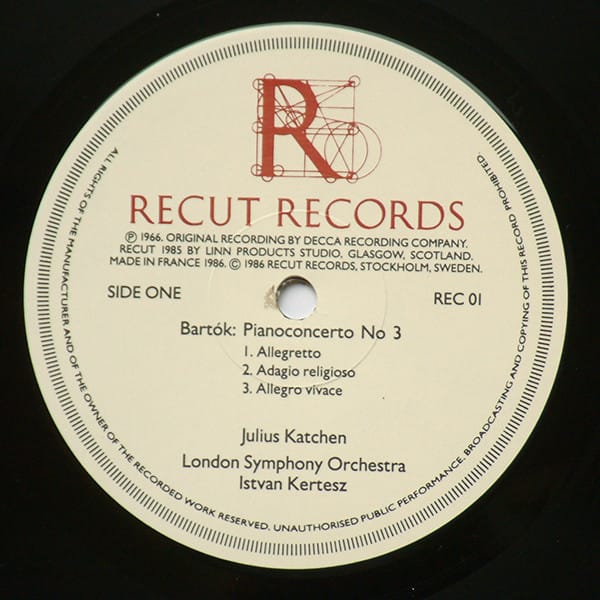 R
RECUT RECORDS
Ⓟ 1966. ORIGINAL RECORDING BY DECCA RECORDING COMPANY.
RECUT 1985 BY LINN PRODUCTS STUDIO, GLASGOW, SCOTLAND.
MADE IN FRANCE 1986. © 1986 RECUT RECORDS, STOCKHOLM, SWEDEN.
SIDE ONE
REC 01
Bartók: Pianoconcerto No 3
1. Allegretto
2. Adagio religioso
3. Allegro vivace
Julius Katchen
London Symphony Orchestra
Istvan Kertesz
ALL RIGHTS OF THE MANUFACTURER AND OF THE OWNER OF THE RECORDED WORK RESERVED. UNAUTHORISED PUBLIC PERFORMANCE, BROADCASTING AND COPYING OF THIS RECORD PROHIBITED.